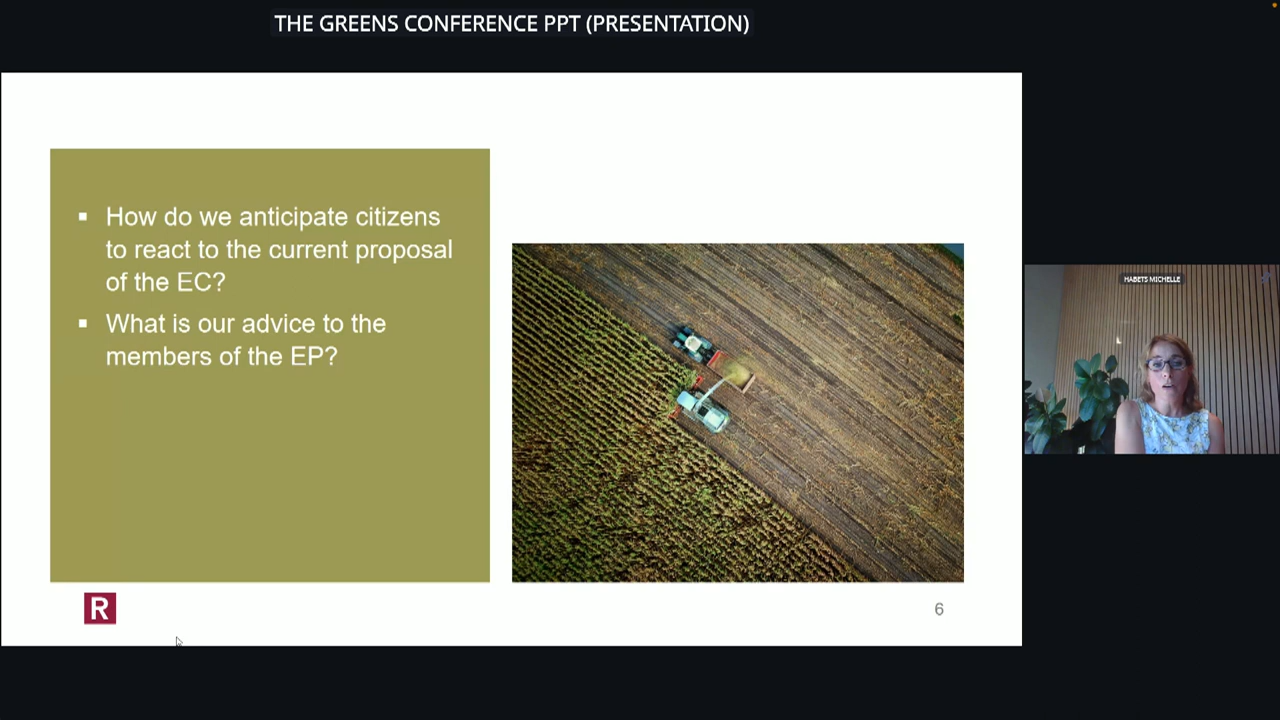 THE GREENS CONFERENCE PPT (PRESENTATION)
▪ How do we anticipate citizens
to react to the current proposal
of the EC?
▪ What is our advice to the
members of the EP?
HABETS MICHELLE
R
6